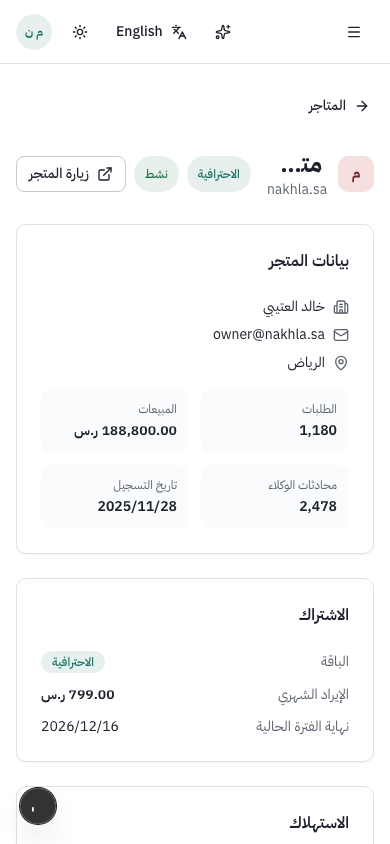 English
م ن
المتاجر
م
متـ...
nakhla.sa
الاحترافية
نشط
زيارة المتجر
بيانات المتجر
خالد العتيبي
owner@nakhla.sa
الرياض
الطلبات
1,180
المبيعات
188,800.00 ر.س
محادثات الوكلاء
2,478
تاريخ التسجيل
2025/11/28
الاشتراك
الباقة
الاحترافية
الإيراد الشهري
799.00 ر.س
نهاية الفترة الحالية
2026/12/16
الاستهلاك